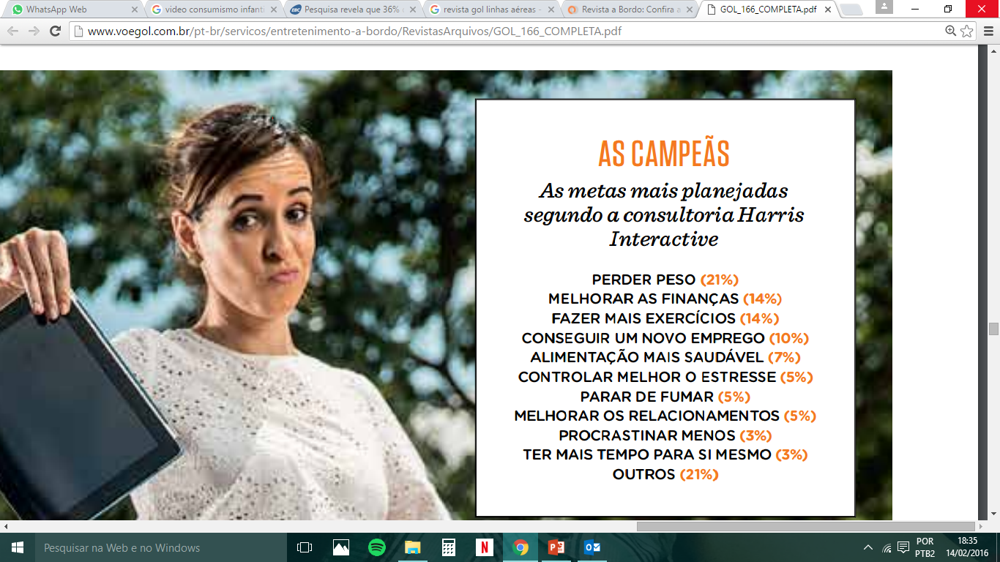 WhatsApp Web
video consumismo infanti
Pesquisa revela que 36%
revista gol linhas aéreas -
Revista a Bordo: Confira a
GOL_166_COMPLETA.pdf
www.voegol.com.br/pt-br/servicos/entretenimento-a-bordo/RevistasArquivos/GOL_166_COMPLETA.pdf
AS CAMPEÃS
As metas mais planejadas
segundo a consultoria Harris
Interactive
PERDER PESO (21%)
MELHORAR AS FINANÇAS (14%)
FAZER MAIS EXERCÍCIOS (14%)
CONSEGUIR UM NOVO EMPREGO (10%)
ALIMENTAÇÃO MAIS SAUDÁVEL (7%)
CONTROLAR MELHOR O ESTRESSE (5%)
PARAR DE FUMAR (5%)
MELHORAR OS RELACIONAMENTOS (5%)
PROCRASTINAR MENOS (3%)
TER MAIS TEMPO PARA SI MESMO (3%)
OUTROS (21%)
Pesquisar na Web e no Windows
POR
PTB2
18:35
14/02/2016